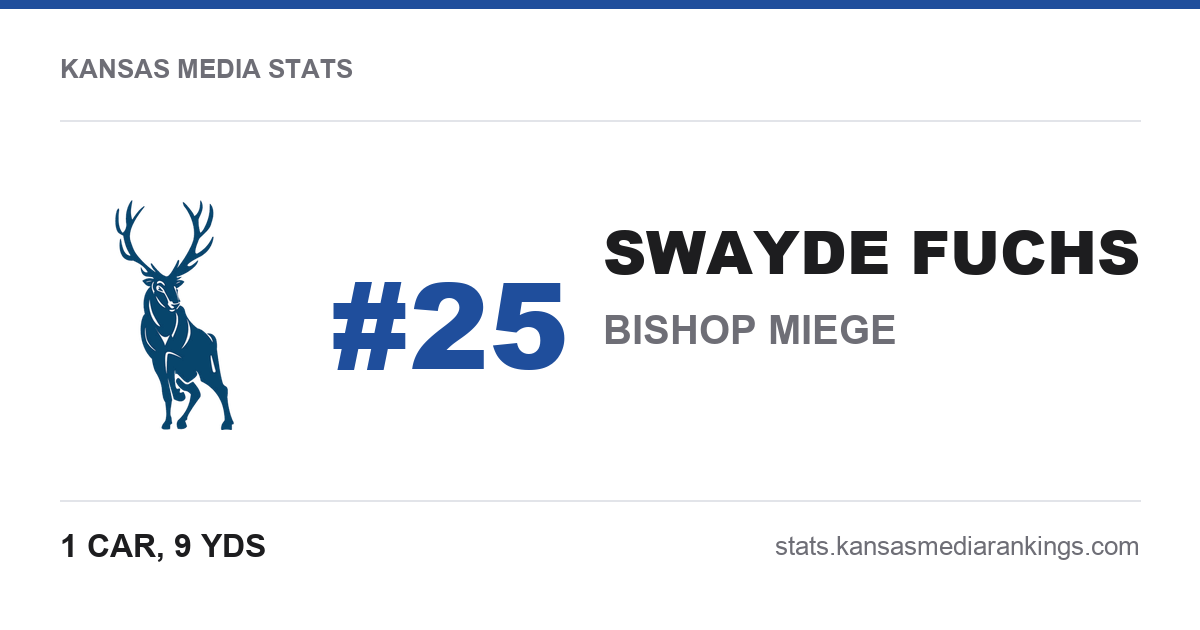 KANSAS MEDIA STATS
#25
SWAYDE FUCHS
BISHOP MIEGE
1 CAR, 9 YDS
stats.kansasmediarankings.com